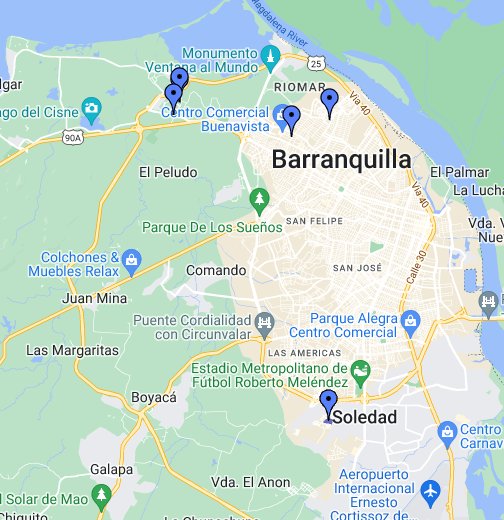 Magdalena River
Monumento
Ventana al Mundo
25
RIOMAR
Vía 40
lgar
ago del Cisne
Centro Comercial
Buenavista
90A
Barranquilla
El Peludo
El Palmar
La Lucha
Vía 40
SAN FELIPE
Parque De Los Sueños
Vda. V
Nue
Colchones &
Muebles Relax
Comando
SAN JOSÉ
Calle 30
Juan Mina
Puente Cordialidad
con Circunvalar
Parque Alegra
Centro Comercial
Las Margaritas
LAS AMERICAS
Estadio Metropolitano de
Fútbol Roberto Meléndez
Boyacá
Soledad
Centro
Carnav
Galapa
Vda. El Anon
Aeropuerto
Internacional
Ernesto
Cortissoz de
l Solar de Mao